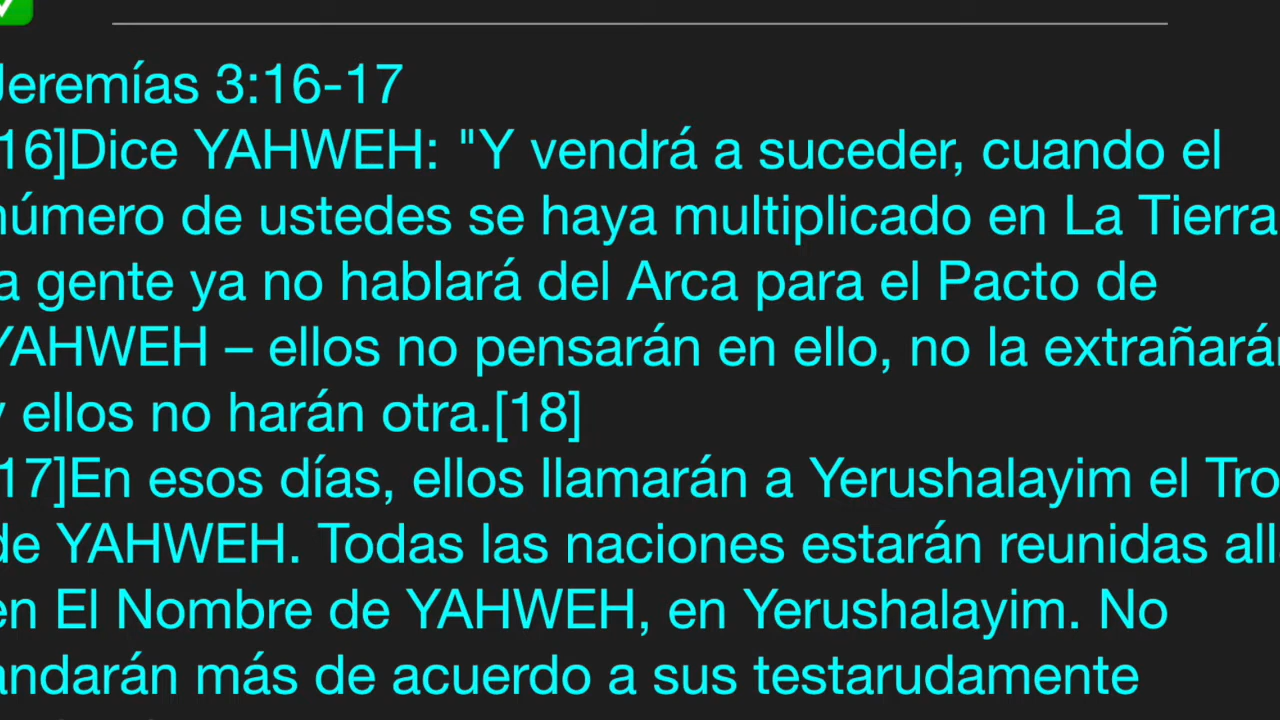 Jeremías 3:16-17
16]Dice YAHWEH: "Y vendrá a suceder, cuando el
número de ustedes se haya multiplicado en La Tierra
la gente ya no hablará del Arca para el Pacto de
YAHWEH – ellos no pensarán en ello, no la extrañarán
y ellos no harán otra.[18]
17]En esos días, ellos llamarán a Yerushalayim el Tro
de YAHWEH. Todas las naciones estarán reunidas all
en El Nombre de YAHWEH, en Yerushalayim. No
andarán más de acuerdo a sus testarudamente